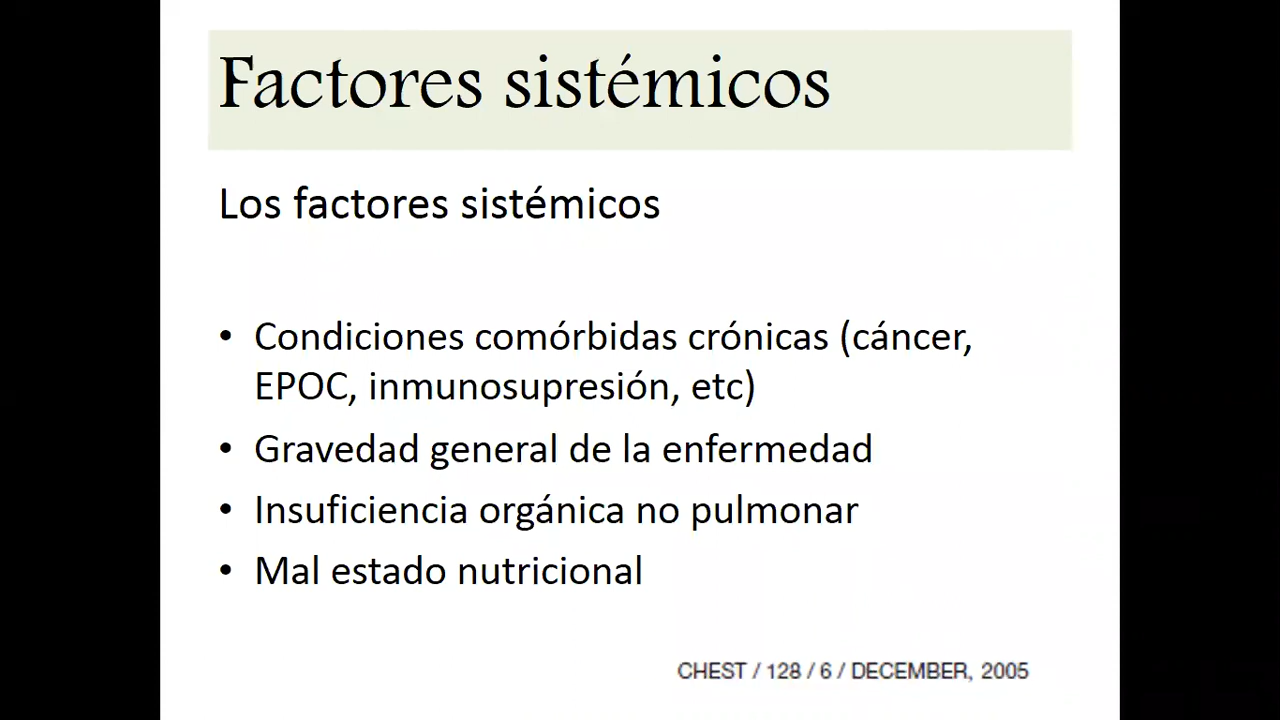 Factores sistémicos
Los factores sistémicos
• Condiciones comórbidas crónicas (cáncer,
EPOC, inmunosupresión, etc)
• Gravedad general de la enfermedad
• Insuficiencia orgánica no pulmonar
• Mal estado nutricional
CHEST / 128 / 6 / DECEMBER, 2005